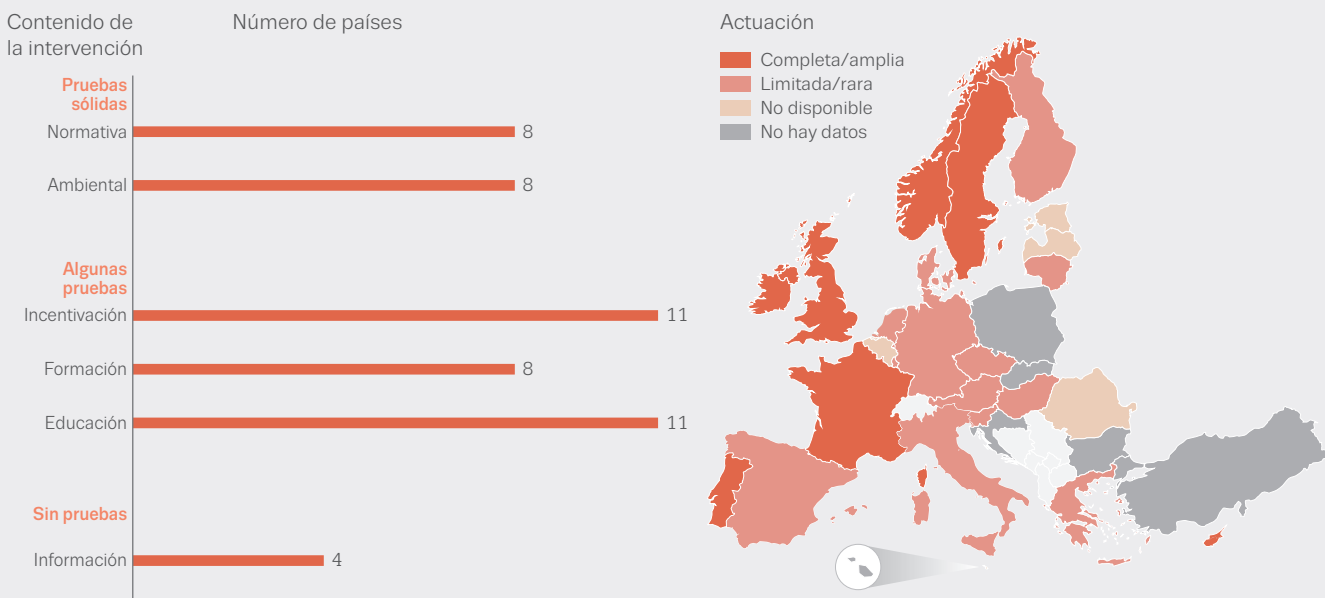 Contenido de
la intervención
Número de países
Pruebas
sólidas
Normativa 8
Ambiental 8
Algunas
pruebas
Incentivación 11
Formación 8
Educación 11
Sin pruebas
Información 4
Actuación
Completa/amplia
Limitada/rara
No disponible
No hay datos